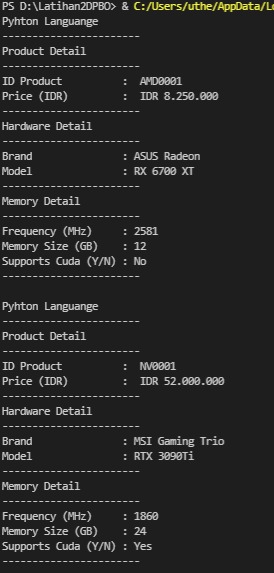 PS D:\Latihan2DPBO> & C:/Users/uthe/AppData/Lo
Pyhton Languange
-----------------------
Product Detail
-----------------------
ID Product : AMD0001
Price (IDR) : IDR 8.250.000
-----------------------
Hardware Detail
-----------------------
Brand : ASUS Radeon
Model : RX 6700 XT
-----------------------
Memory Detail
-----------------------
Frequency (MHz) : 2581
Memory Size (GB) : 12
Supports Cuda (Y/N) : No
-----------------------
Pyhton Languange
-----------------------
Product Detail
-----------------------
ID Product : NV0001
Price (IDR) : IDR 52.000.000
-----------------------
Hardware Detail
-----------------------
Brand : MSI Gaming Trio
Model : RTX 3090Ti
-----------------------
Memory Detail
-----------------------
Frequency (MHz) : 1860
Memory Size (GB) : 24
Supports Cuda (Y/N) : Yes
-----------------------